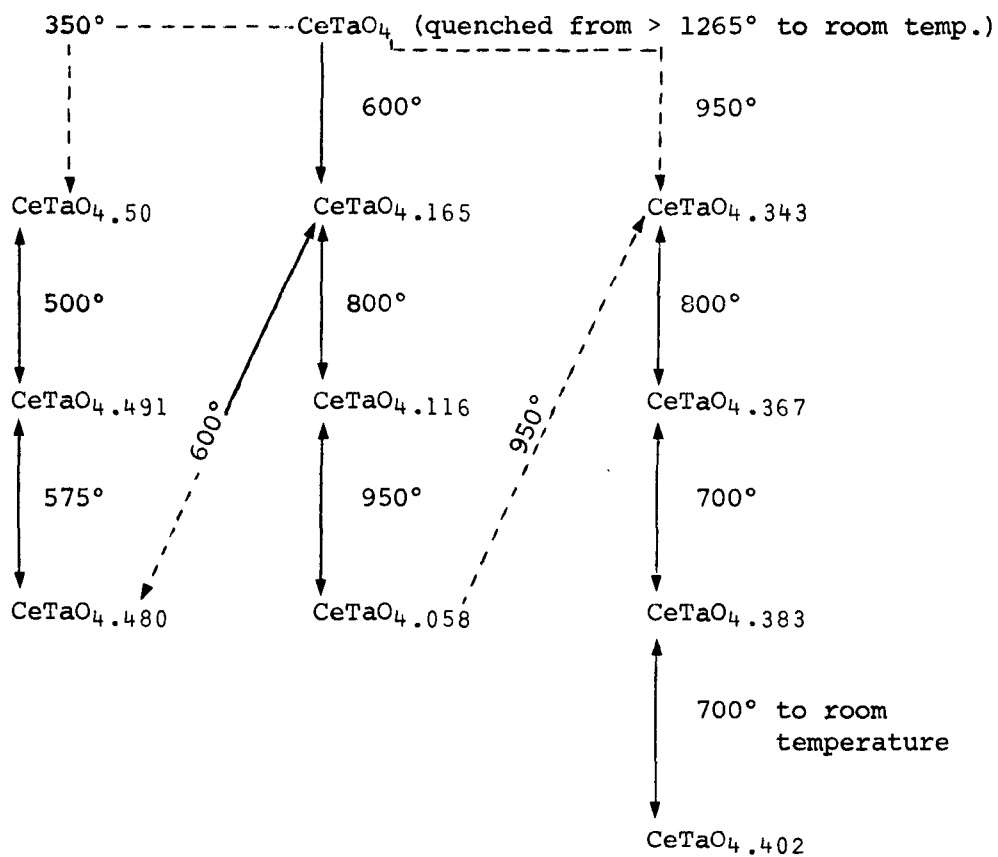 350° CeTaO₄ (quenched from > 1265° to room temp.)
600° 950°
CeTaO₄.₅₀ CeTaO₄.₁₆₅ CeTaO₄.₃₄₃
500° 800° 800°
CeTaO₄.₄₉₁ CeTaO₄.₁₁₆ CeTaO₄.₃₆₇
600° 950°
575° 950° 700°
CeTaO₄.₄₈₀ CeTaO₄.₀₅₈ CeTaO₄.₃₈₃
700° to room
temperature
CeTaO₄.₄₀₂